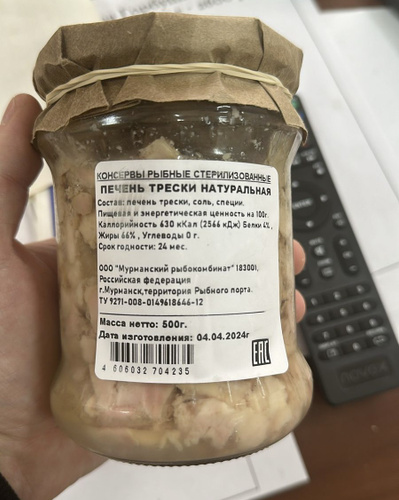 КОНСЕРВЫ РЫБНЫЕ СТЕРИЛИЗОВАННЫЕ
ПЕЧЕНЬ ТРЕСКИ НАТУРАЛЬНАЯ
Состав: печень трески, соль, специи.
Пищевая и энергетическая ценность на 100г.
Каллорийность 630 кКал (2566 кДж) Белки 4%,
Жиры 66%, Углеводы 0 г.
Срок годности: 24 мес.
ООО "Мурманский рыбокомбинат" 183001,
Российская федерация
г.Мурманск,территория Рыбного порта.
ТУ 9271-008-0149618646-12
Масса нетто: 500г.
Дата изготовления: 04.04.2024г
4 606032 704235
EAC